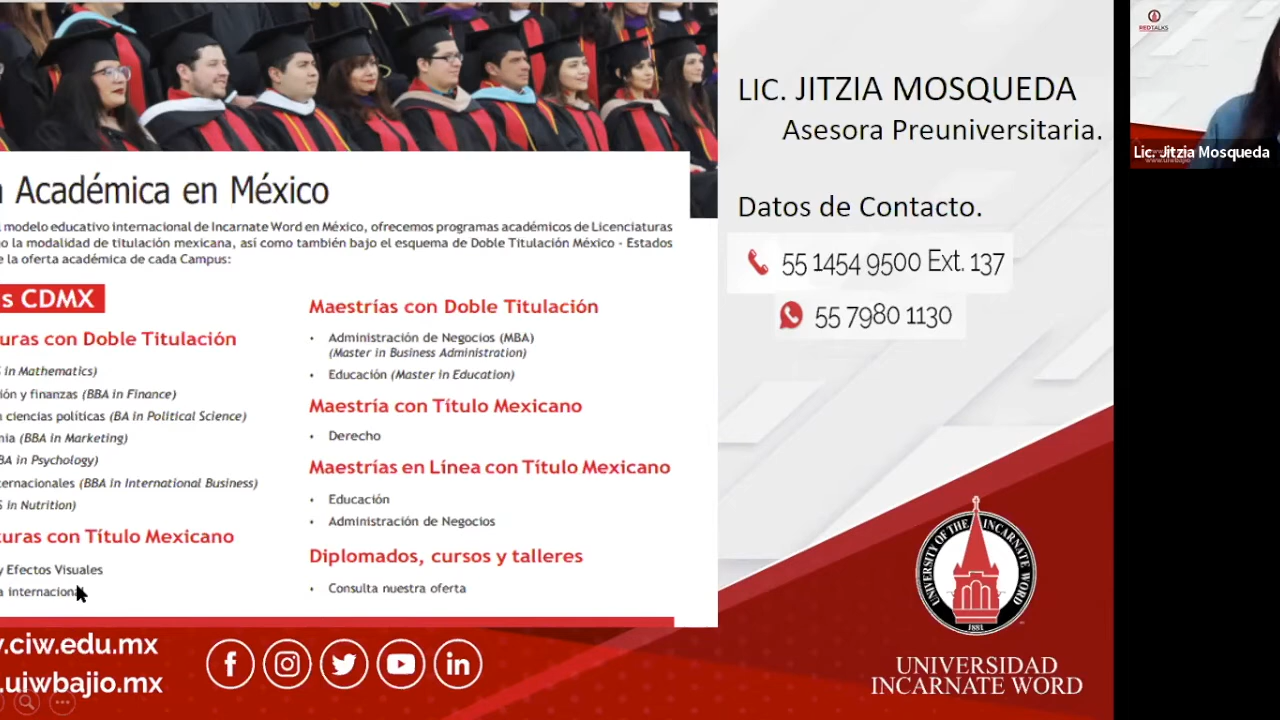 Académica en México
modelo educativo internacional de Incarnate Word en México, ofrecemos programas académicos de Licenciaturas
la modalidad de titulación mexicana, así como también bajo el esquema de Doble Titulación México - Estados
la oferta académica de cada Campus:
s CDMX
uras con Doble Titulación
in Mathematics)
ión y finanzas (BBA in Finance)
ciencias políticas (BA in Political Science)
mia (BBA in Marketing)
BA in Psychology)
ternacionales (BBA in International Business)
S in Nutrition)
turas con Título Mexicano
y Efectos Visuales
a internacional
Maestrías con Doble Titulación
• Administración de Negocios (MBA)
(Master in Business Administration)
• Educación (Master in Education)
Maestría con Título Mexicano
• Derecho
Maestrías en Línea con Título Mexicano
• Educación
• Administración de Negocios
Diplomados, cursos y talleres
• Consulta nuestra oferta
.ciw.edu.mx
.uiwbajio.mx
LIC. JITZIA MOSQUEDA
Asesora Preuniversitaria.
Datos de Contacto.
55 1454 9500 Ext. 137
55 7980 1130
UNIVERSITY OF THE INCARNATE WORD
1881
UNIVERSIDAD
INCARNATE WORD
REDTALKS
Lic. Jitzia Mosqueda